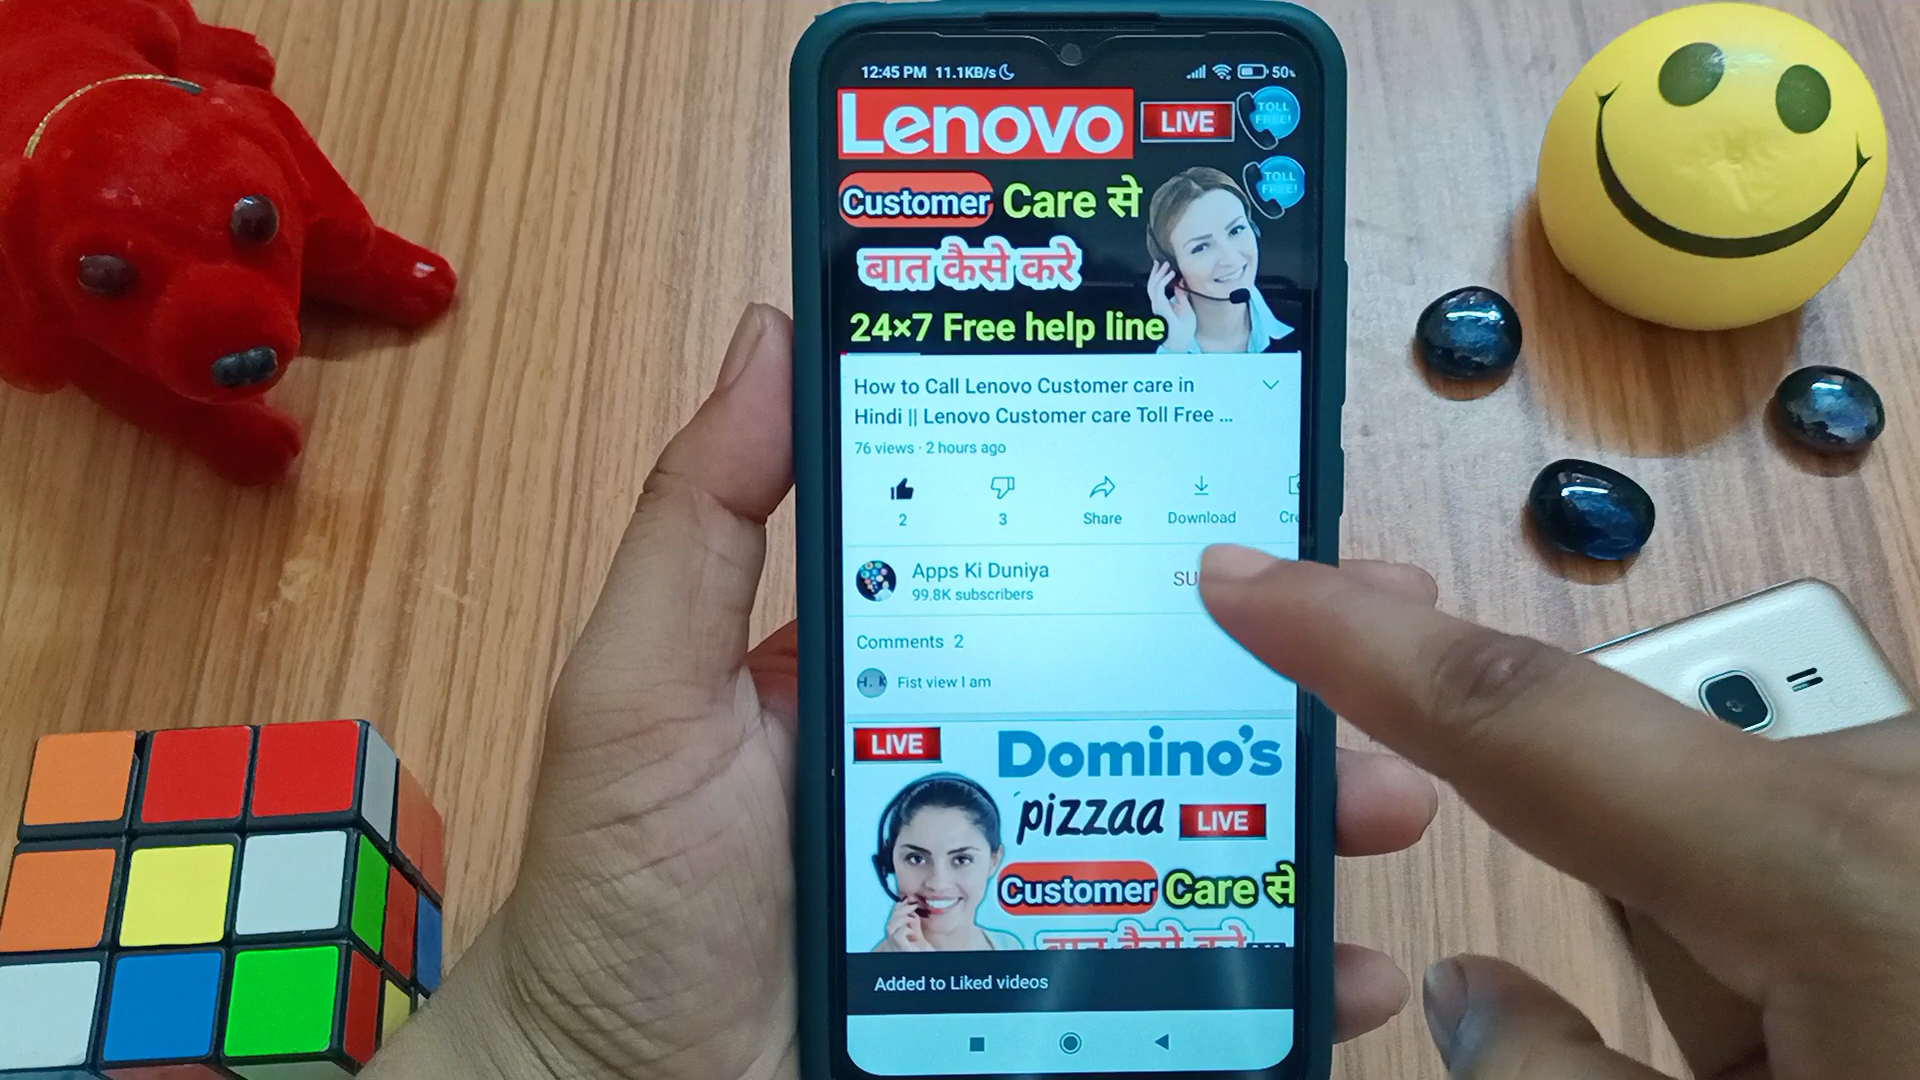 12:45 PM 11.1KB/s 50%
Lenovo LIVE TOLL FREE!
TOLL FREE!
Customer Care से
बात कैसे करे
24×7 Free help line
How to Call Lenovo Customer care in
Hindi || Lenovo Customer care Toll Free ...
76 views · 2 hours ago
2 3 Share Download
Apps Ki Duniya
99.8K subscribers
Comments 2
Fist view I am
LIVE Domino's
pizzaa LIVE
Customer Care से
बात कैसे करे
Added to Liked videos